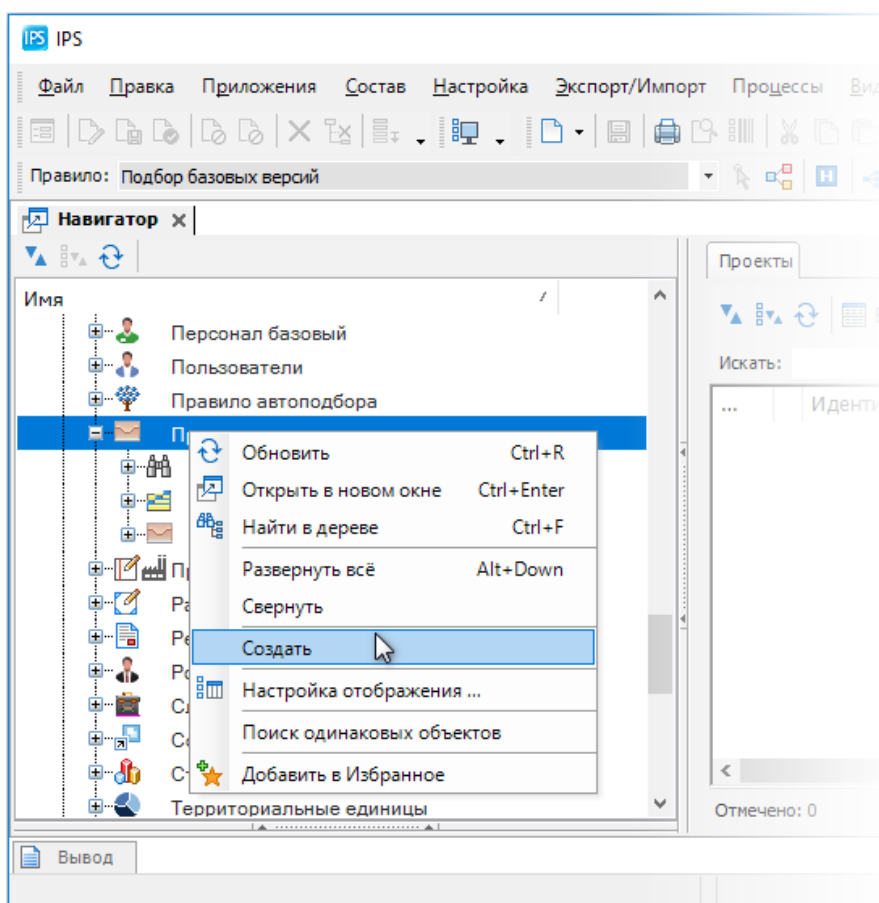 IPS IPS
Файл Правка Приложения Состав Настройка Экспорт/Импорт Процессы Вид
Правило: Подбор базовых версий
Навигатор
Проекты
Имя
Искать:
...
Персонал базовый
Пользователи
Правило автоподбора
Обновить Ctrl+R
Открыть в новом окне Ctrl+Enter
Найти в дереве Ctrl+F
Развернуть всё Alt+Down
Свернуть
Создать
Настройка отображения ...
Поиск одинаковых объектов
Добавить в Избранное
Территориальные единицы
Отмечено: 0
Вывод